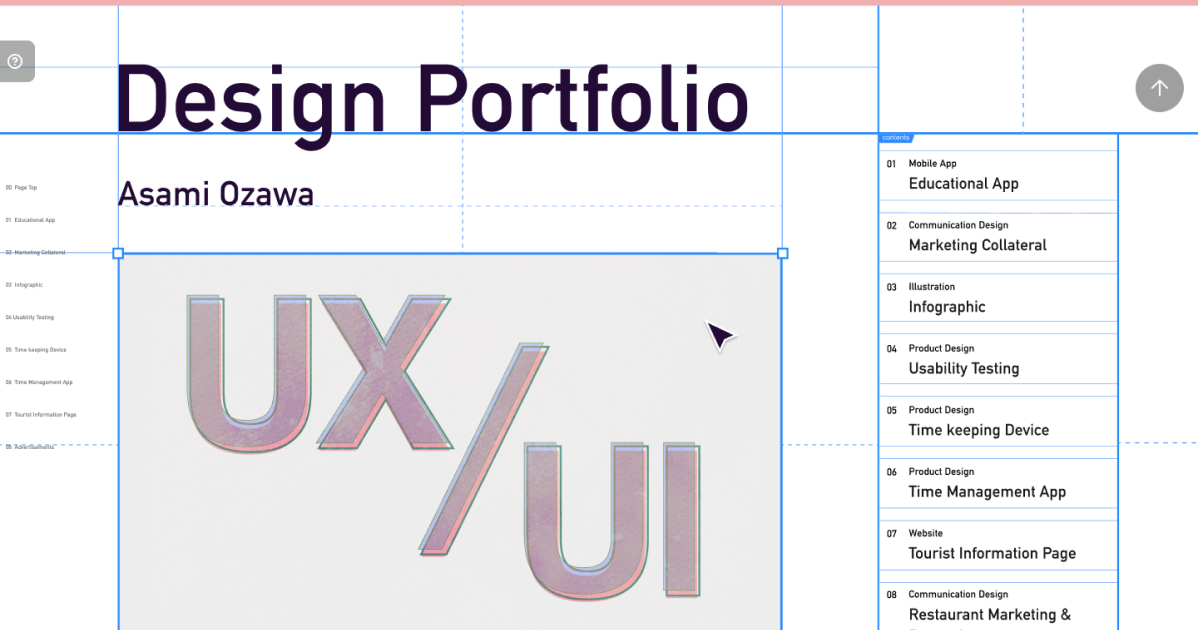 Design Portfolio
Asami Ozawa
00 Page Top
01 Educational App
02 Marketing Collateral
03 Infographic
04 Usability Testing
05 Time keeping Device
06 Time Management App
07 Tourist Information Page
08 Advertisements
UX/UI
contents
01 Mobile App
Educational App
02 Communication Design
Marketing Collateral
03 Illustration
Infographic
04 Product Design
Usability Testing
05 Product Design
Time keeping Device
06 Product Design
Time Management App
07 Website
Tourist Information Page
08 Communication Design
Restaurant Marketing &